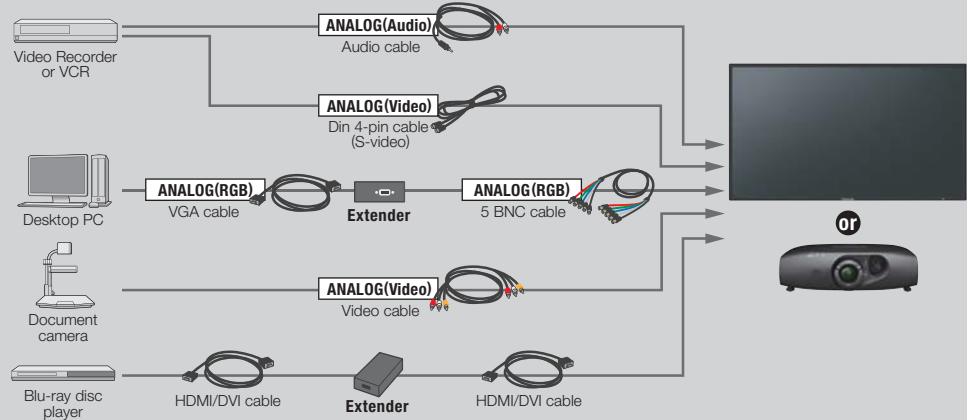 ANALOG(Audio)
Audio cable
Video Recorder
or VCR
ANALOG(Video)
Din 4-pin cable
(S-video)
ANALOG(RGB)
VGA cable
Extender
ANALOG(RGB)
5 BNC cable
Desktop PC
or
ANALOG(Video)
Video cable
Document
camera
HDMI/DVI cable
Extender
HDMI/DVI cable
Blu-ray disc
player